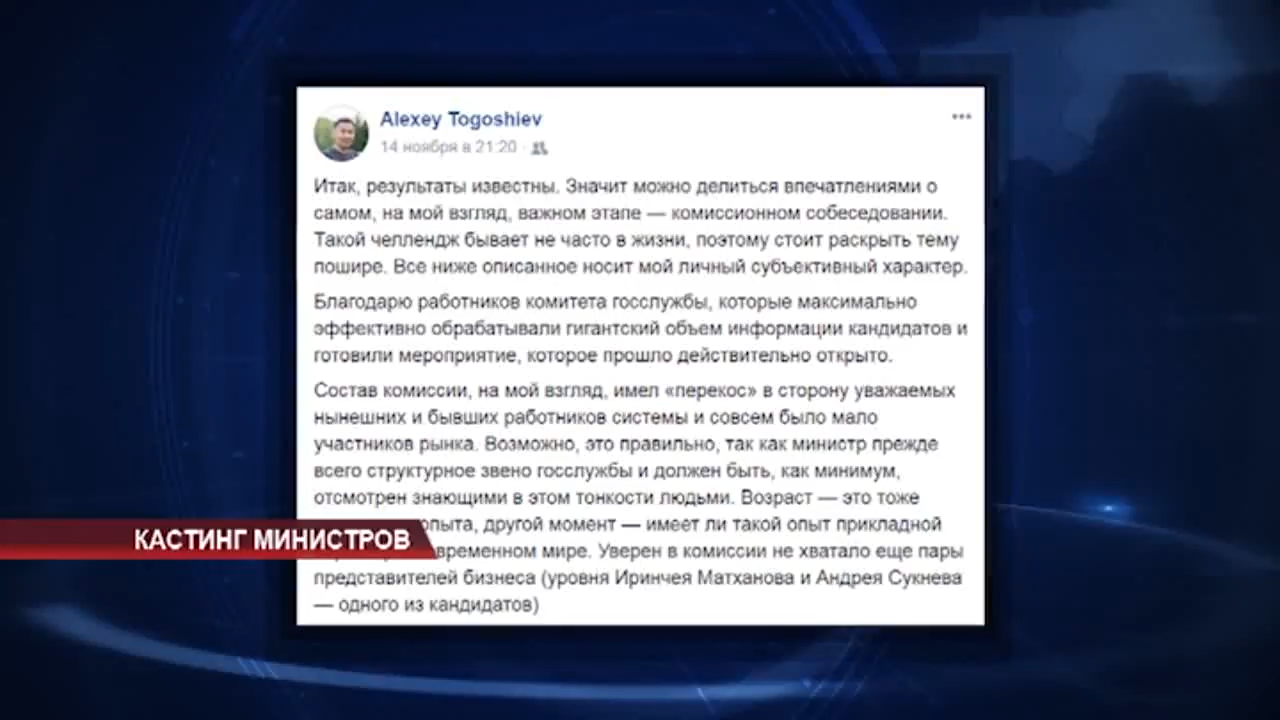 Alexey Togoshiev
14 ноября в 21:20
Итак, результаты известны. Значит можно делиться впечатлениями о
самом, на мой взгляд, важном этапе — комиссионном собеседовании.
Такой челлендж бывает не часто в жизни, поэтому стоит раскрыть тему
пошире. Все ниже описанное носит мой личный субъективный характер.
Благодарю работников комитета госслужбы, которые максимально
эффективно обрабатывали гигантский объем информации кандидатов и
готовили мероприятие, которое прошло действительно открыто.
Состав комиссии, на мой взгляд, имел «перекос» в сторону уважаемых
нынешних и бывших работников системы и совсем было мало
участников рынка. Возможно, это правильно, так как министр прежде
всего структурное звено госслужбы и должен быть, как минимум,
отсмотрен знающими в этом тонкости людьми. Возраст — это тоже
опыта, другой момент — имеет ли такой опыт прикладной
КАСТИНГ МИНИСТРОВ
временном мире. Уверен в комиссии не хватало еще пары
представителей бизнеса (уровня Иринчея Матханова и Андрея Сукнева
— одного из кандидатов)